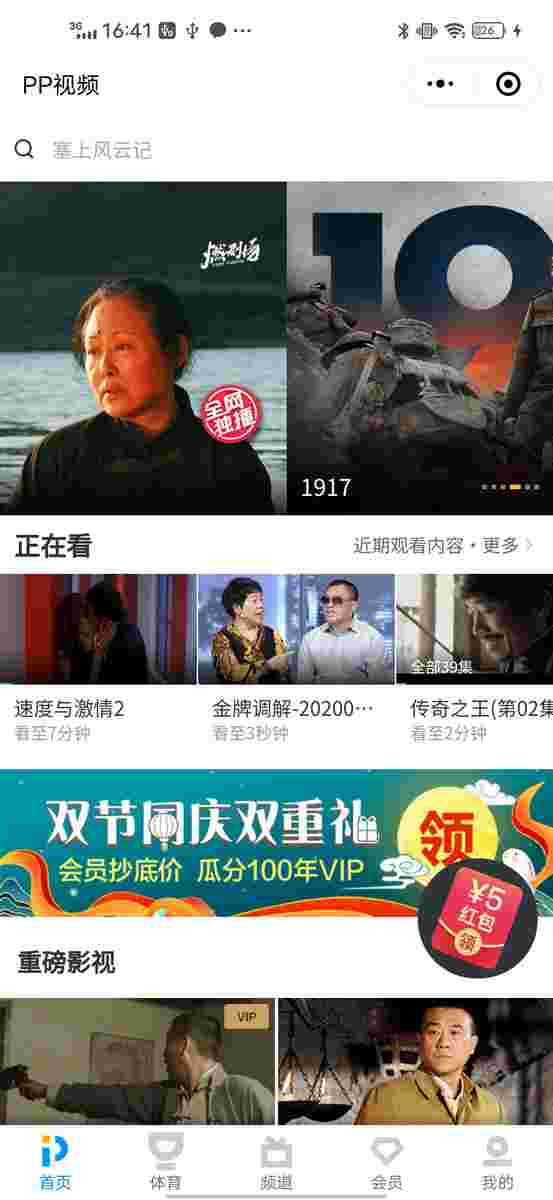 3G 16:41 26
PP视频
塞上风云记
燃剧场
全网
独播
1917
正在看
近期观看内容·更多
全部39集
速度与激情2
金牌调解-20200…
传奇之王(第02集
看至7分钟
看至3秒钟
看至2分钟
双节同庆双重礼
会员抄底价 瓜分100年VIP
领
¥5
红包
领
重磅影视
VIP
首页
体育
频道
会员
我的